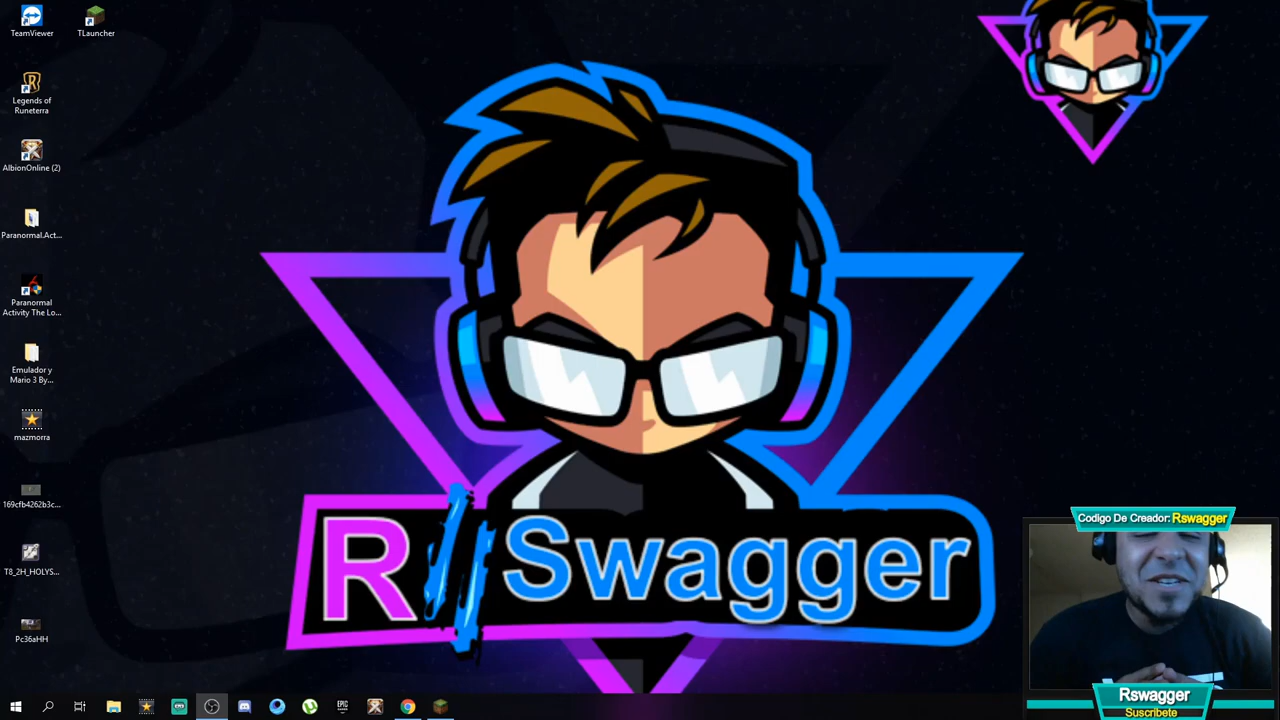 TeamViewer
TLauncher
Legends of
Runeterra
AlbionOnline (2)
Paranormal.Act...
Paranormal
Activity The Lo...
Emulador y
Mario 3 By...
mazmorra
169cfb4262b3c...
T8_2H_HOLYS...
Pc36aHH
R//Swagger
Codigo De Creador: Rswagger
Rswagger
Suscribete
EPIC